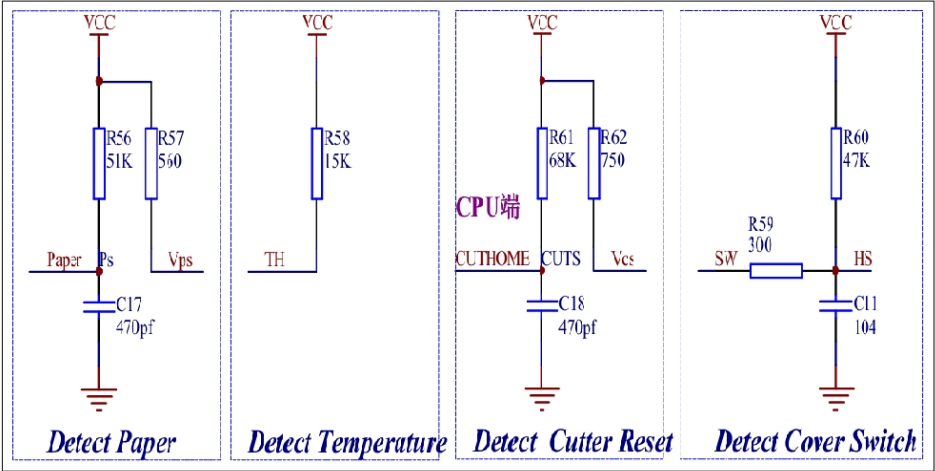 VCC
R56
51K
R57
560
Paper
Ps
Vps
C17
470pf
Detect Paper
VCC
R58
15K
TH
Detect Temperature
VCC
R61
68K
R62
750
CPU端
CUTHOME
CUTS
Vcs
C18
470pf
Detect Cutter Reset
VCC
R60
47K
R59
300
SW
HS
C11
104
Detect Cover Switch